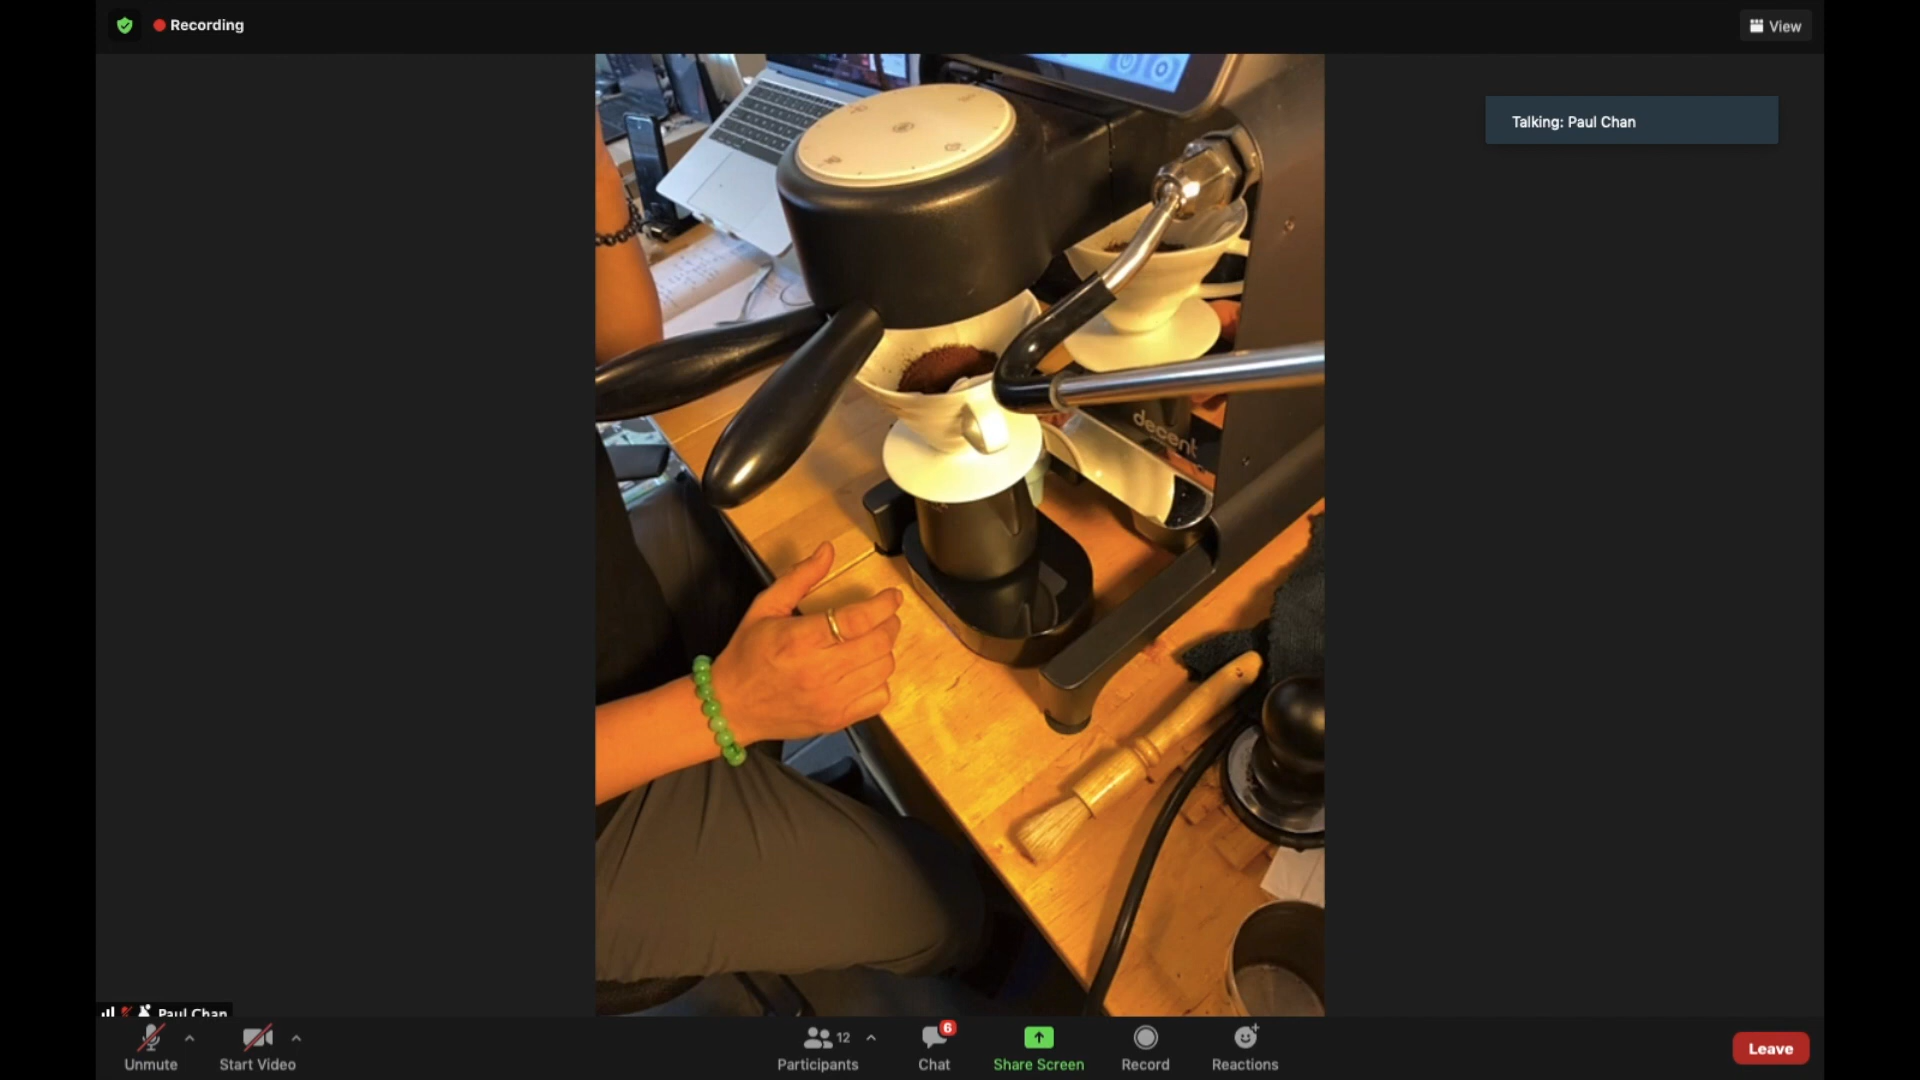 Recording
View
Talking: Paul Chan
decent
Paul Chan
Unmute
Start Video
12
Participants
6
Chat
Share Screen
Record
Reactions
Leave